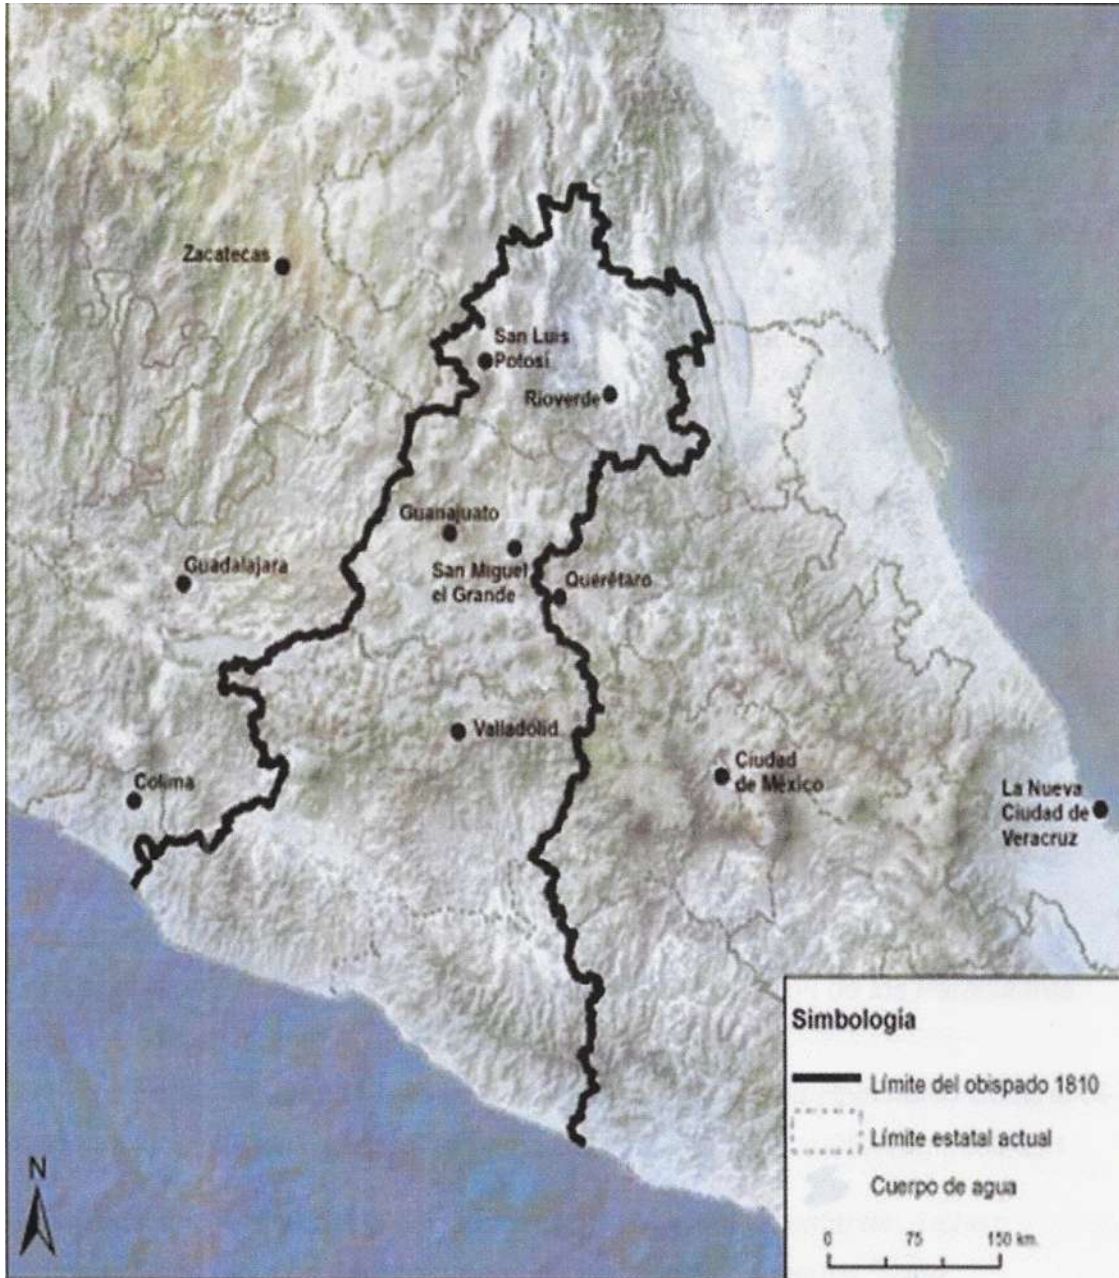 Zacatecas
San Luis
Potosí
Rioverde
Guanajuato
San Miguel
el Grande
Querétaro
Guadalajara
Valladolid
Colima
Ciudad
de México
La Nueva
Ciudad de
Veracruz
Simbología
Límite del obispado 1810
Límite estatal actual
Cuerpo de agua
0 75 150 km.
N